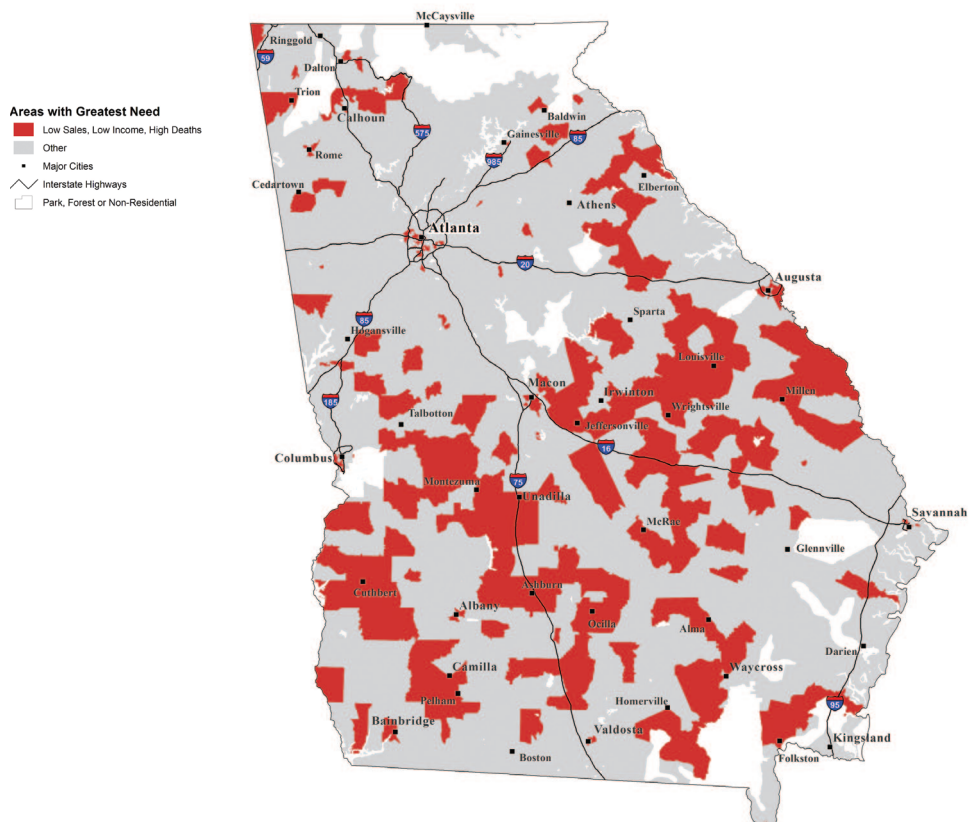 Areas with Greatest Need
Low Sales, Low Income, High Deaths
Other
Major Cities
Interstate Highways
Park, Forest or Non-Residential
McCaysville
Ringgold
59
Dalton
Trion
Calhoun
Baldwin
575
Gainesville
85
985
Rome
Cedartown
Elberton
Athens
Atlanta
20
Augusta
Sparta
85
Hogansville
Louisville
Macon
Irwinton
Millen
185
Talbotton
Wrightsville
Jeffersonville
16
Columbus
75
Montezuma
Unadilla
Savannah
McRae
Glennville
Cuthbert
Ashburn
Albany
Ocilla
Alma
Darien
Camilla
Waycross
Pelham
Homerville
95
Bainbridge
Valdosta
Kingsland
Boston
Folkston